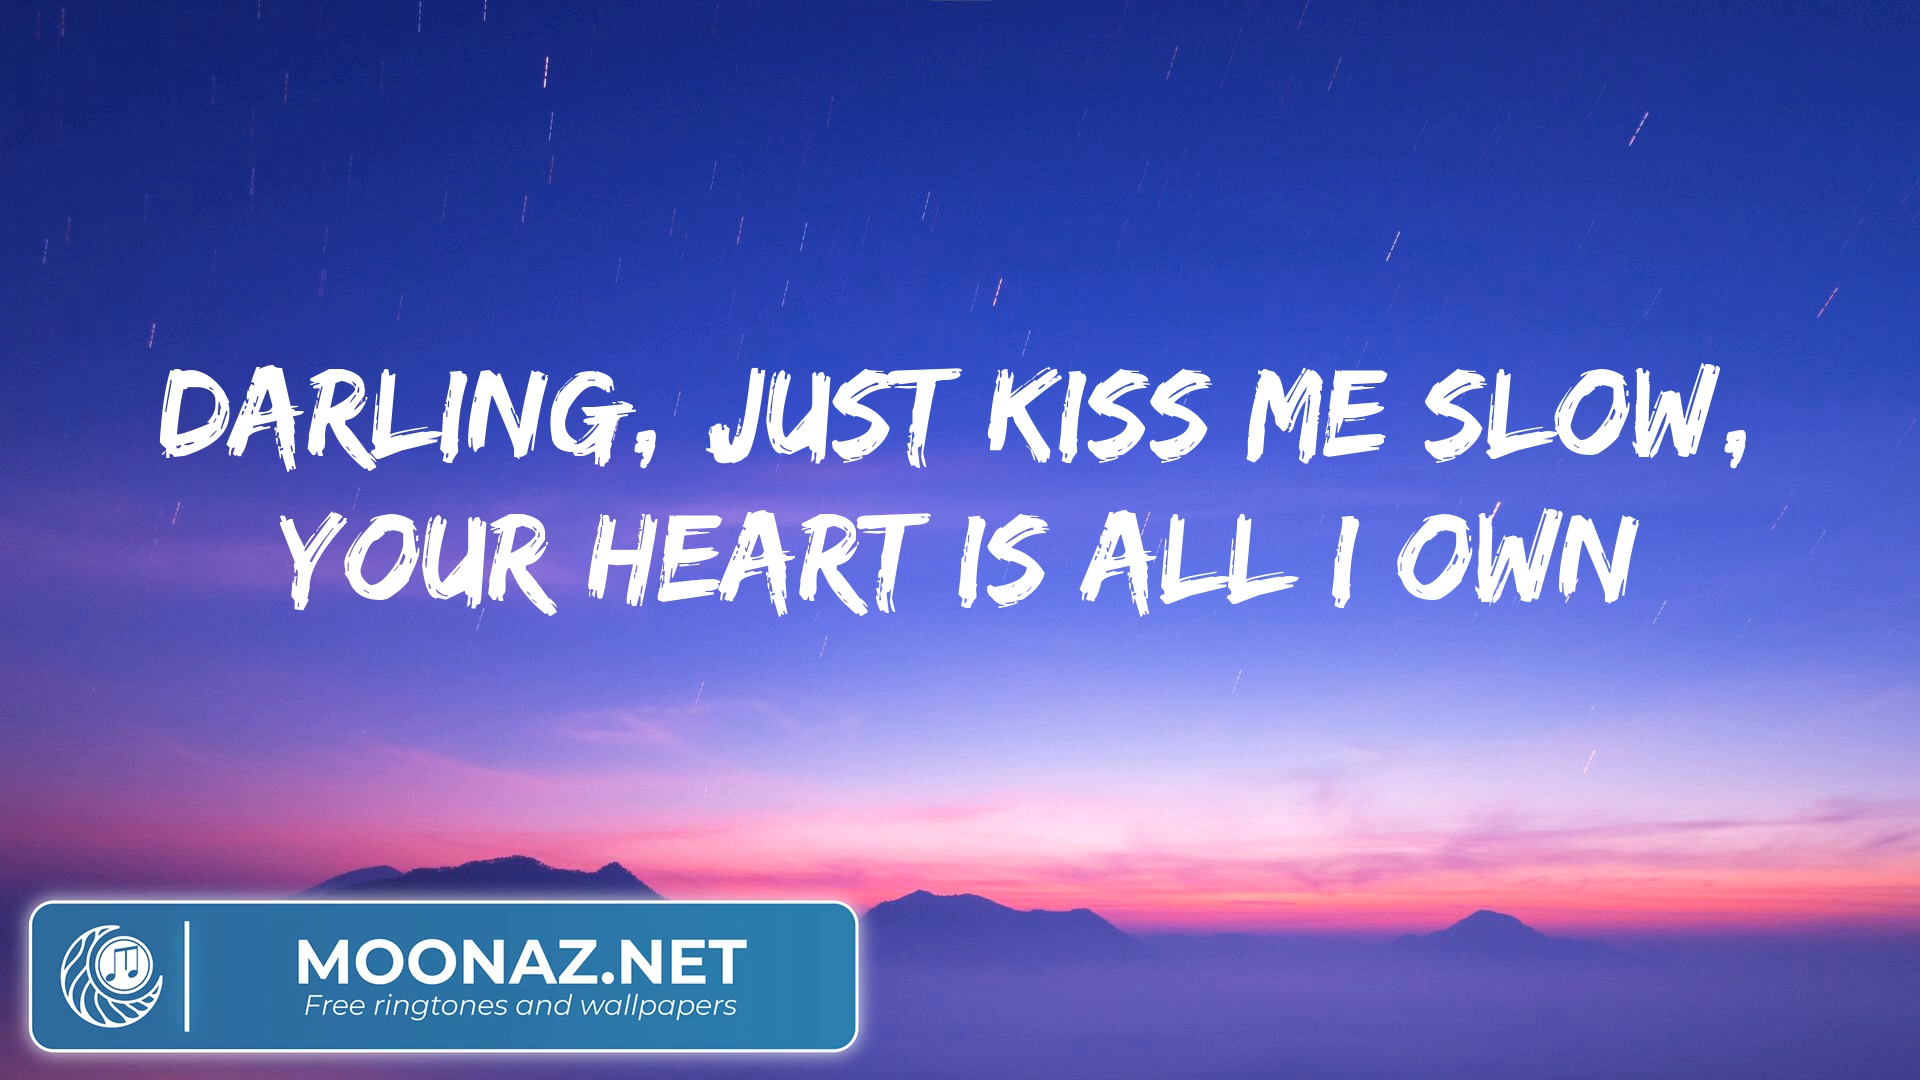 DARLING, JUST KISS ME SLOW,
YOUR HEART IS ALL I OWN
MOONAZ.NET
Free ringtones and wallpapers